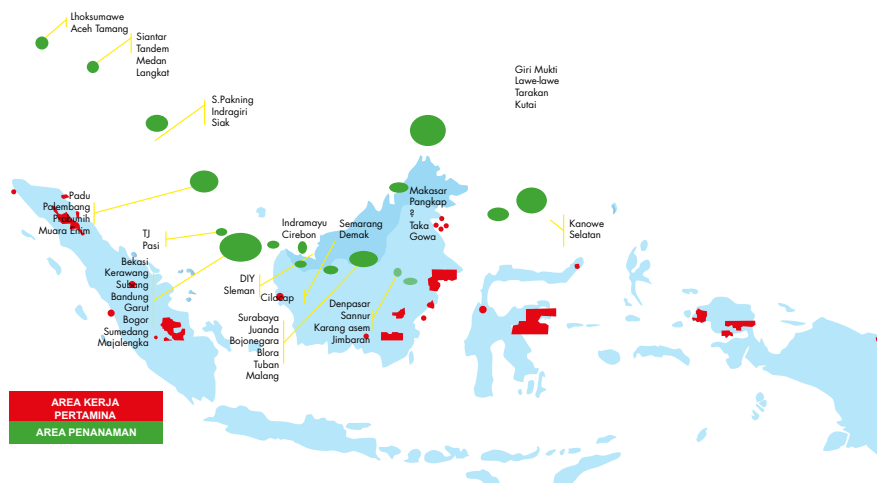 Lhoksumawe
Aceh Tamang
Siantar
Tandem
Medan
Langkat
S.Pakning
Indragiri
Siak
Giri Mukti
Lawe-lawe
Tarakan
Kutai
Padu
Palembang
Prabunih
Muara Enim
TJ
Pasi
Indramayu
Cirebon
Semarang
Demak
Makasar
Pangkap
?
Taka
Gowa
Kanowe
Selatan
Bekasi
Kerawang
Subang
Bandung
Garut
Bogor
Sumedang
Majalengka
DIY
Sleman
Cilacap
Surabaya
Juanda
Bojonegara
Blora
Tuban
Malang
Denpasar
Sannur
Karang asem
Jimbaran
AREA KERJA
PERTAMINA
AREA PENANAMAN